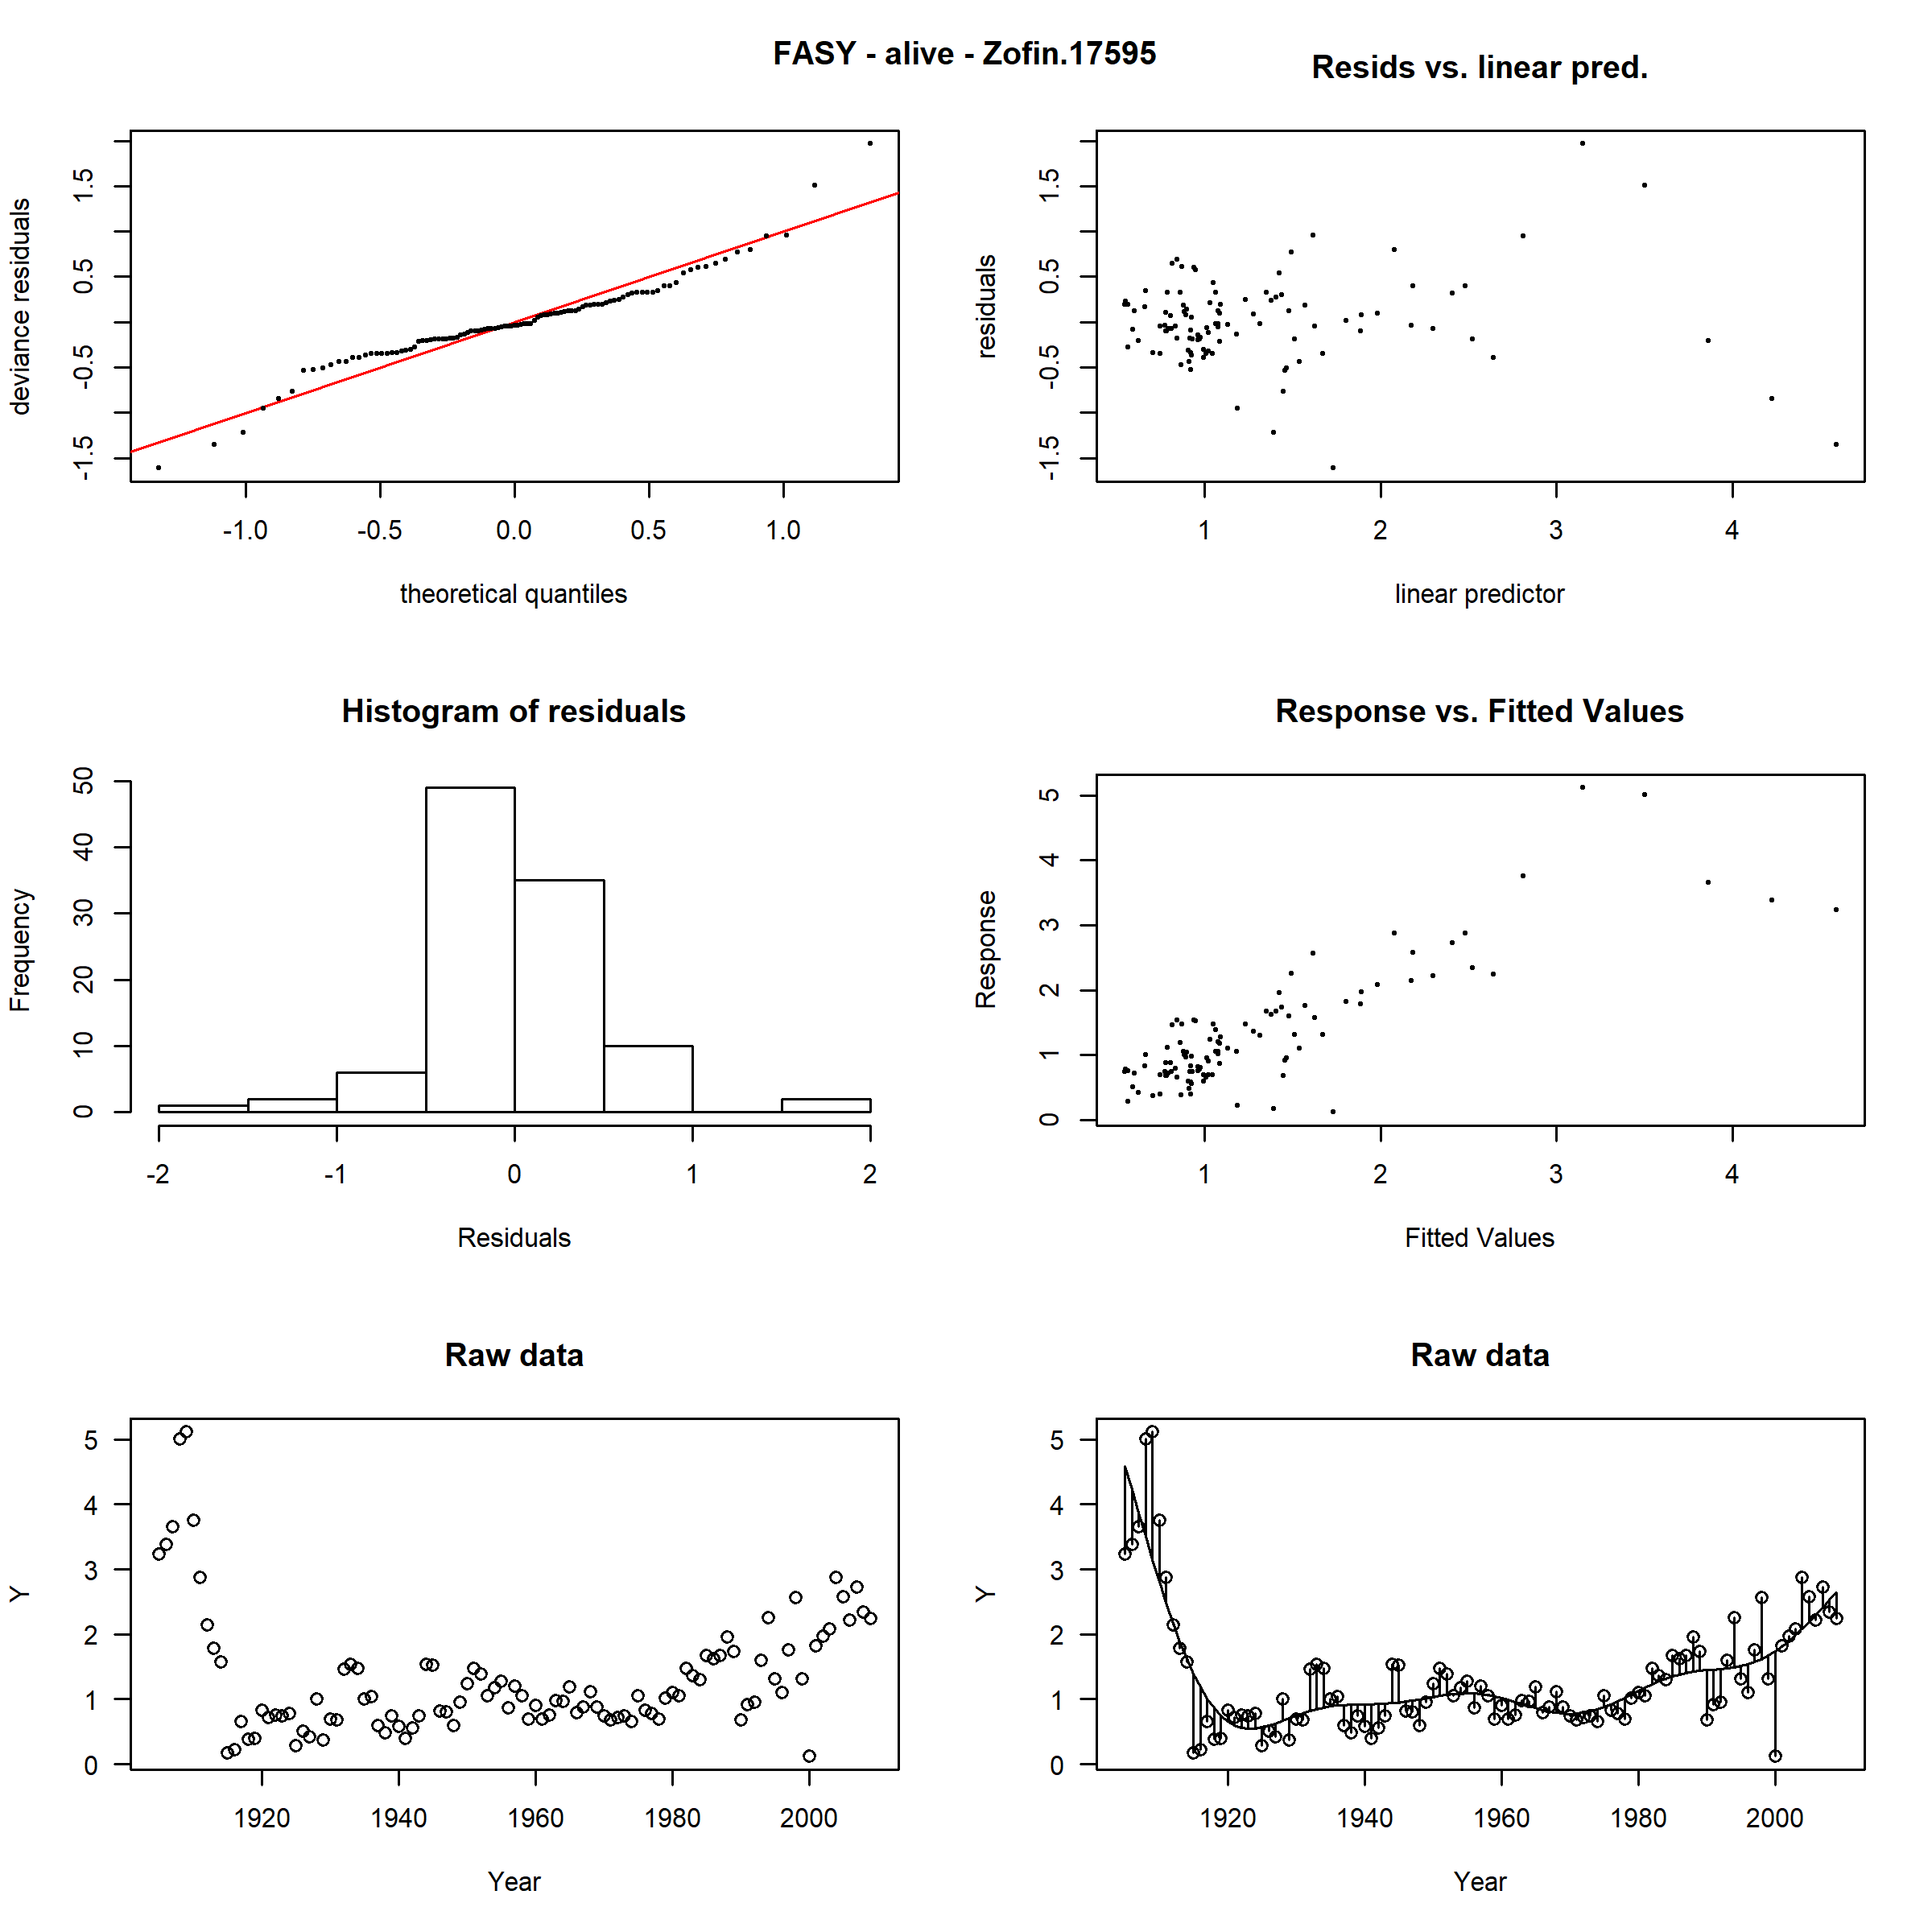 FASY - alive - Zofin.17595
Resids vs. linear pred.
deviance residuals
-1.5 -0.5 0.5 1.5
-1.0 -0.5 0.0 0.5 1.0
theoretical quantiles
residuals
-1.5 -0.5 0.5 1.5
1 2 3 4
linear predictor
Histogram of residuals
Frequency
0 10 20 30 40 50
-2 -1 0 1 2
Residuals
Response vs. Fitted Values
Response
0 1 2 3 4 5
1 2 3 4
Fitted Values
Raw data
Y
0 1 2 3 4 5
1920 1940 1960 1980 2000
Year
Raw data
Y
0 1 2 3 4 5
1920 1940 1960 1980 2000
Year